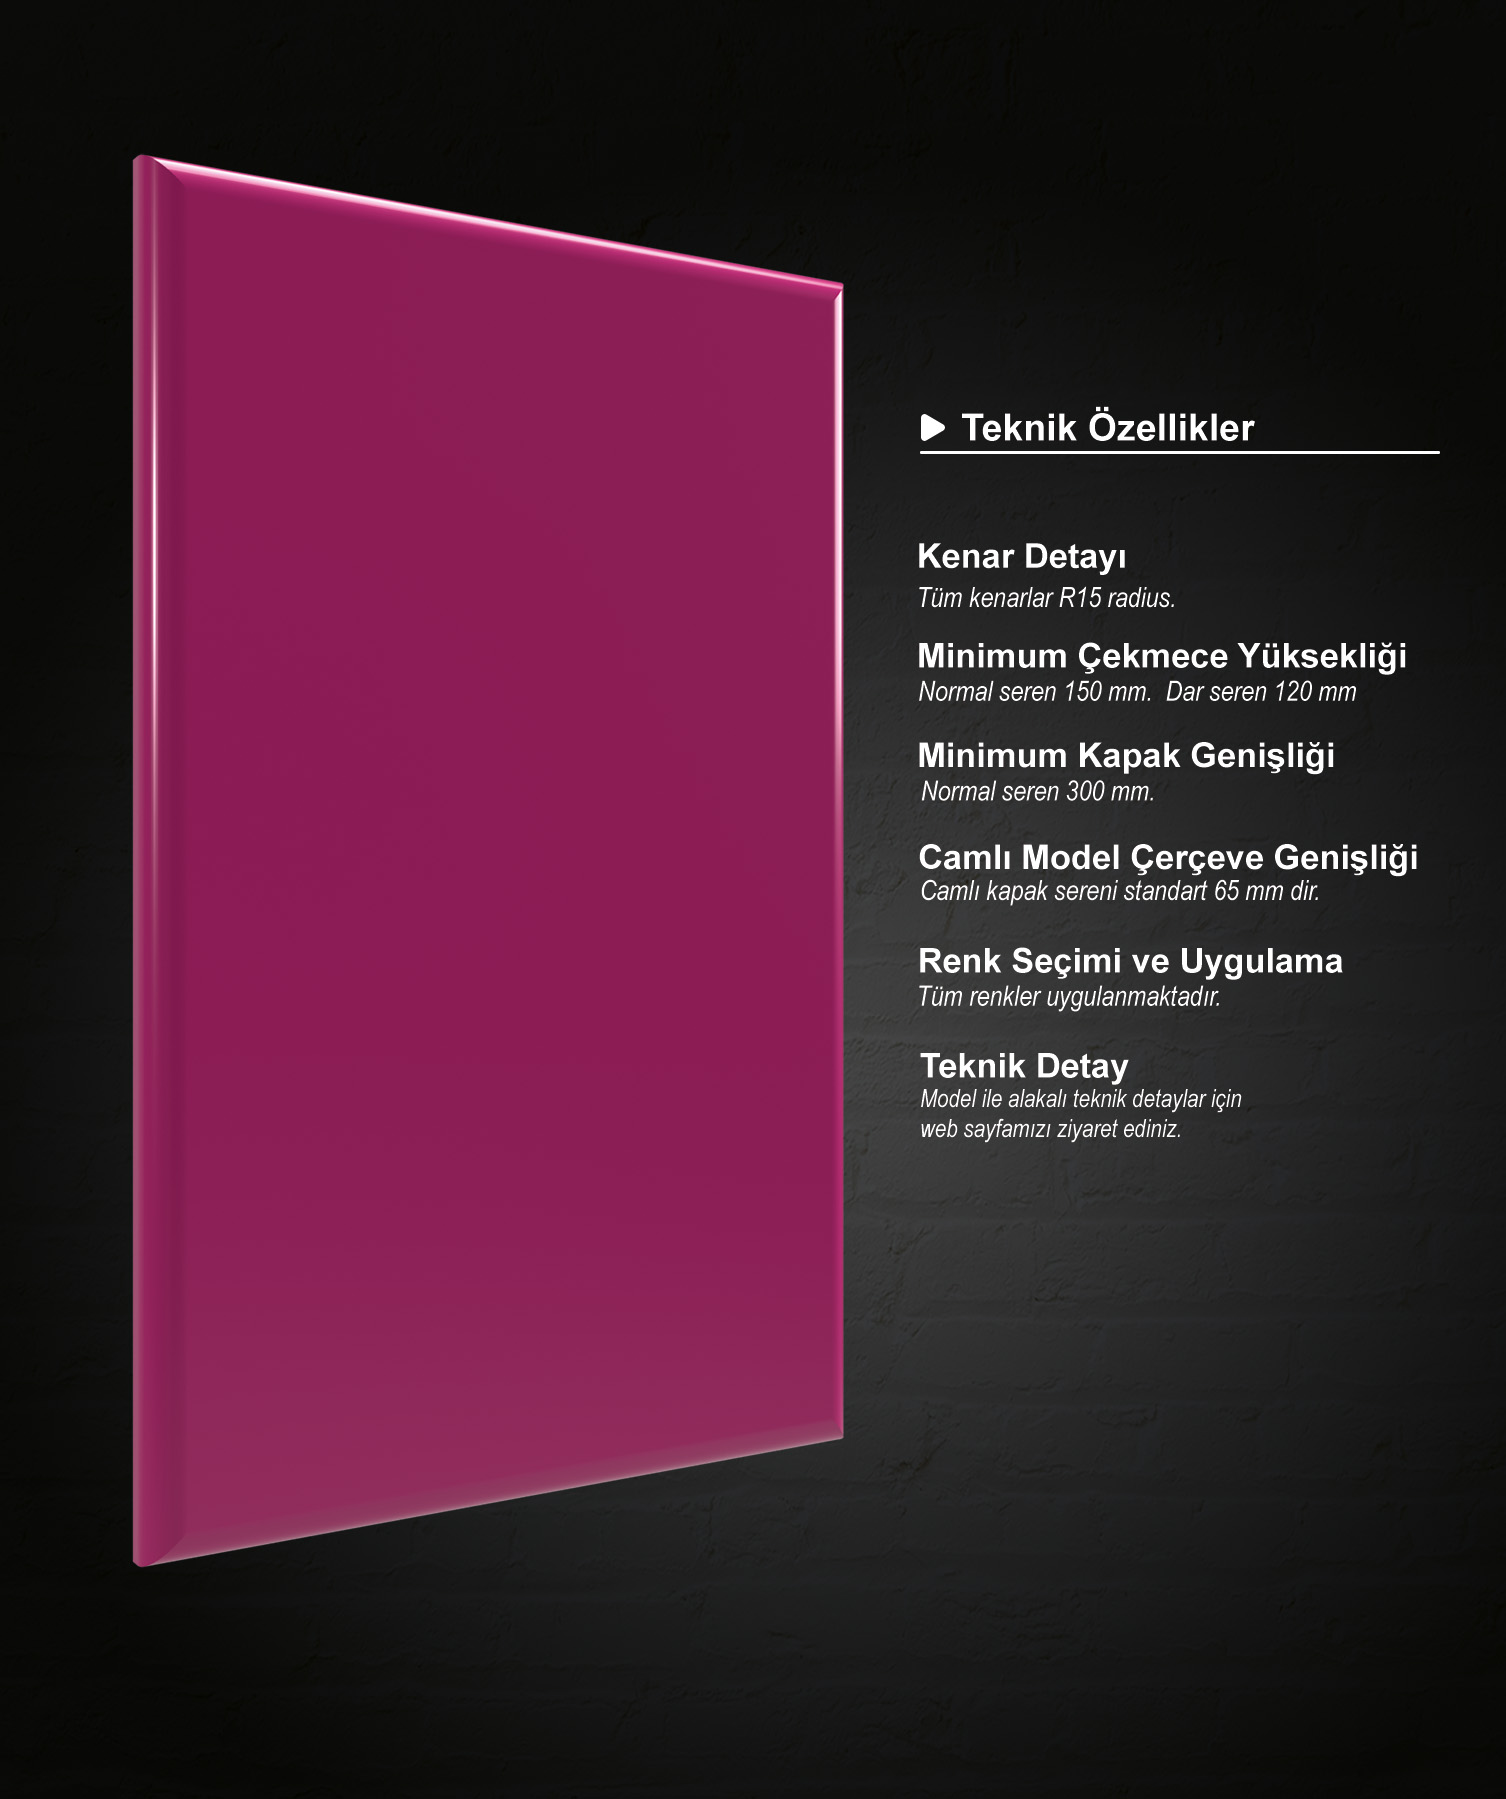 Teknik Özellikler
Kenar Detayı
Tüm kenarlar R15 radius.
Minimum Çekmece Yüksekliği
Normal seren 150 mm.  Dar seren 120 mm
Minimum Kapak Genişliği
Normal seren 300 mm.
Camlı Model Çerçeve Genişliği
Camlı kapak sereni standart 65 mm dir.
Renk Seçimi ve Uygulama
Tüm renkler uygulanmaktadır.
Teknik Detay
Model ile alakalı teknik detaylar için
web sayfamızı ziyaret ediniz.